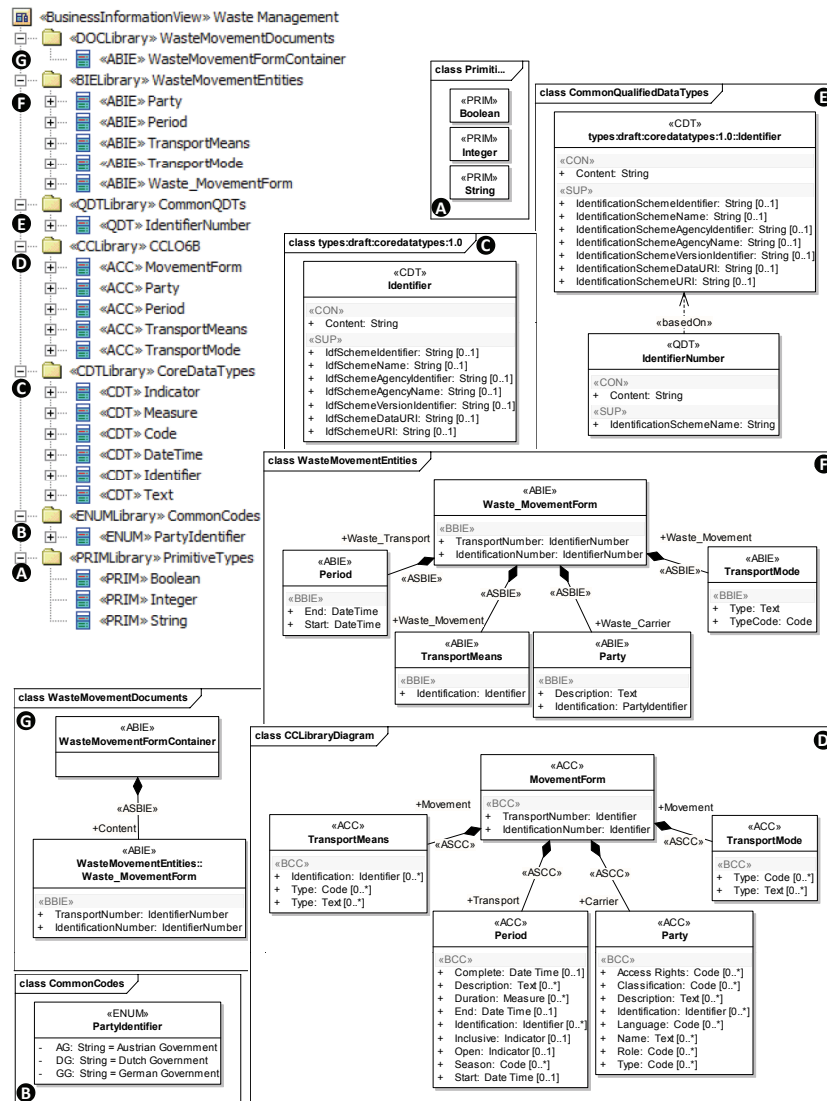 «BusinessInformationView» Waste Management
«DOCLibrary» WasteMovementDocuments
G
«ABIE» WasteMovementFormContainer
«BIELibrary» WasteMovementEntities
F
«ABIE» Party
«ABIE» Period
«ABIE» TransportMeans
«ABIE» TransportMode
«ABIE» Waste_MovementForm
«QDTLibrary» CommonQDTs
E
«QDT» IdentifierNumber
«CCLibrary» CCLO6B
D
«ACC» MovementForm
«ACC» Party
«ACC» Period
«ACC» TransportMeans
«ACC» TransportMode
«CDTLibrary» CoreDataTypes
C
«CDT» Indicator
«CDT» Measure
«CDT» Code
«CDT» DateTime
«CDT» Identifier
«CDT» Text
«ENUMLibrary» CommonCodes
B
«ENUM» PartyIdentifier
«PRIMLibrary» PrimitiveTypes
A
«PRIM» Boolean
«PRIM» Integer
«PRIM» String
class Primiti...
«PRIM»
Boolean
«PRIM»
Integer
«PRIM»
String
A
class CommonQualifiedDataTypes
E
«CDT»
types:draft:coredatatypes:1.0::Identifier
«CON»
+ Content: String
«SUP»
+ IdentificationSchemeIdentifier: String [0..1]
+ IdentificationSchemeName: String [0..1]
+ IdentificationSchemeAgencyIdentifier: String [0..1]
+ IdentificationSchemeAgencyName: String [0..1]
+ IdentificationSchemeVersionIdentifier: String [0..1]
+ IdentificationSchemeDataURI: String [0..1]
+ IdentificationSchemeURI: String [0..1]
«basedOn»
«QDT»
IdentifierNumber
«CON»
+ Content: String
«SUP»
+ IdentificationSchemeName: String
class types:draft:coredatatypes:1.0
C
«CDT»
Identifier
«CON»
+ Content: String
«SUP»
+ IdfSchemeIdentifier: String [0..1]
+ IdfSchemeName: String [0..1]
+ IdfSchemeAgencyIdentifier: String [0..1]
+ IdfSchemeAgencyName: String [0..1]
+ IdfSchemeVersionIdentifier: String [0..1]
+ IdfSchemeDataURI: String [0..1]
+ IdfSchemeURI: String [0..1]
class WasteMovementEntities
F
«ABIE»
Waste_MovementForm
«BBIE»
+ TransportNumber: IdentifierNumber
+ IdentificationNumber: IdentifierNumber
+Waste_Transport
«ASBIE»
«ABIE»
Period
«BBIE»
+ End: DateTime
+ Start: DateTime
«ASBIE»
+Waste_Movement
«ABIE»
TransportMeans
«BBIE»
+ Identification: Identifier
«ASBIE»
+Waste_Carrier
«ABIE»
Party
«BBIE»
+ Description: Text
+ Identification: PartyIdentifier
+Waste_Movement
«ASBIE»
«ABIE»
TransportMode
«BBIE»
+ Type: Text
+ TypeCode: Code
class WasteMovementDocuments
G
«ABIE»
WasteMovementFormContainer
«ASBIE»
+Content
«ABIE»
WasteMovementEntities::
Waste_MovementForm
«BBIE»
+ TransportNumber: IdentifierNumber
+ IdentificationNumber: IdentifierNumber
class CommonCodes
«ENUM»
PartyIdentifier
- AG: String = Austrian Government
- DG: String = Dutch Government
- GG: String = German Government
B
class CCLibraryDiagram
D
«ACC»
MovementForm
«BCC»
+ TransportNumber: Identifier
+ IdentificationNumber: Identifier
+Movement
«ASCC»
«ACC»
TransportMeans
«BCC»
+ Identification: Identifier [0..*]
+ Type: Code [0..*]
+ Type: Text [0..*]
+Movement
«ASCC»
«ACC»
TransportMode
«BCC»
+ Type: Code [0..*]
+ Type: Text [0..*]
«ASCC»
+Transport
«ACC»
Period
«BCC»
+ Complete: Date Time [0..1]
+ Description: Text [0..*]
+ Duration: Measure [0..*]
+ End: Date Time [0..1]
+ Identification: Identifier [0..*]
+ Inclusive: Indicator [0..1]
+ Open: Indicator [0..1]
+ Season: Code [0..*]
+ Start: Date Time [0..1]
«ASCC»
+Carrier
«ACC»
Party
«BCC»
+ Access Rights: Code [0..*]
+ Classification: Code [0..*]
+ Description: Text [0..*]
+ Identification: Identifier [0..*]
+ Language: Code [0..*]
+ Name: Text [0..*]
+ Role: Code [0..*]
+ Type: Code [0..*]